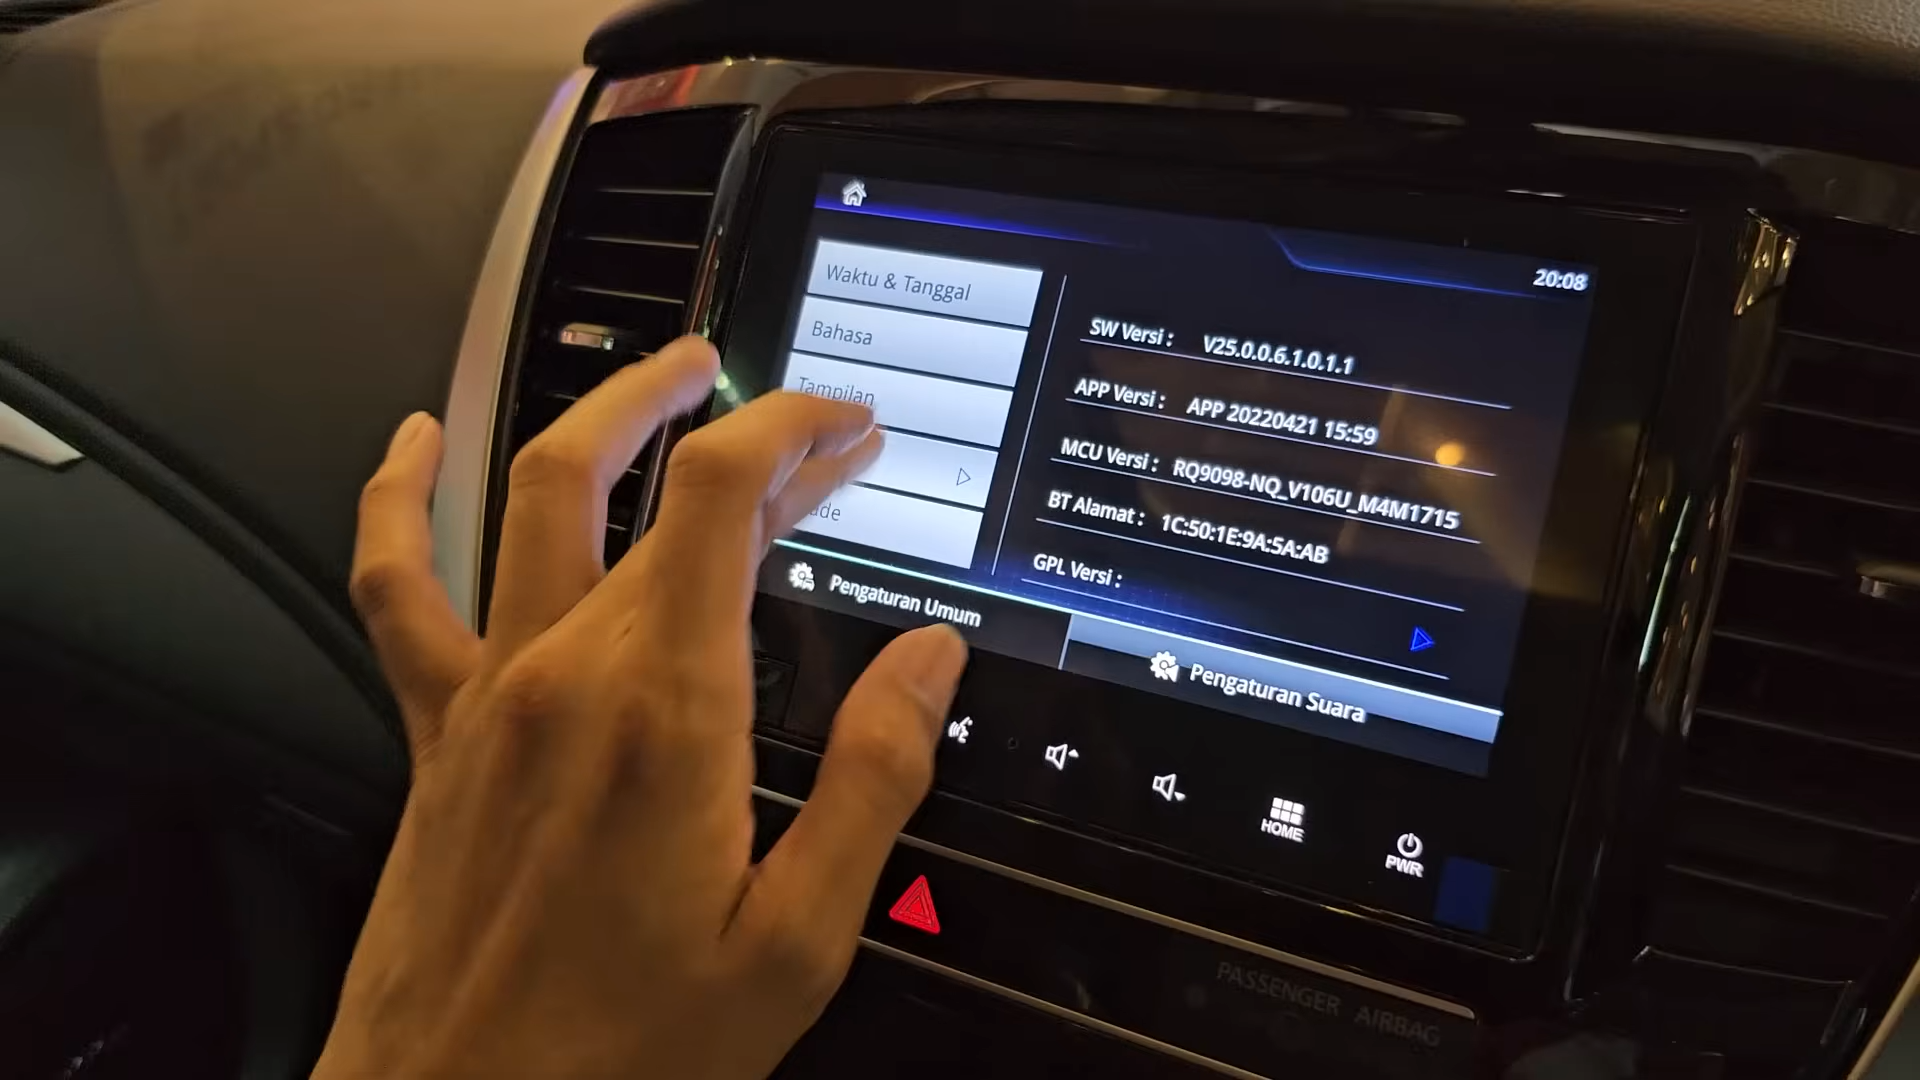 20:08
Waktu & Tanggal
Bahasa
Tampilan
SW Versi : V25.0.0.6.1.0.1.1
APP Versi : APP 20220421 15:59
MCU Versi : RQ9098-NQ_V106U_M4M1715
BT Alamat : 1C:50:1E:9A:5A:AB
GPL Versi :
Pengaturan Umum
Pengaturan Suara
HOME
PWR
PASSENGER AIRBAG